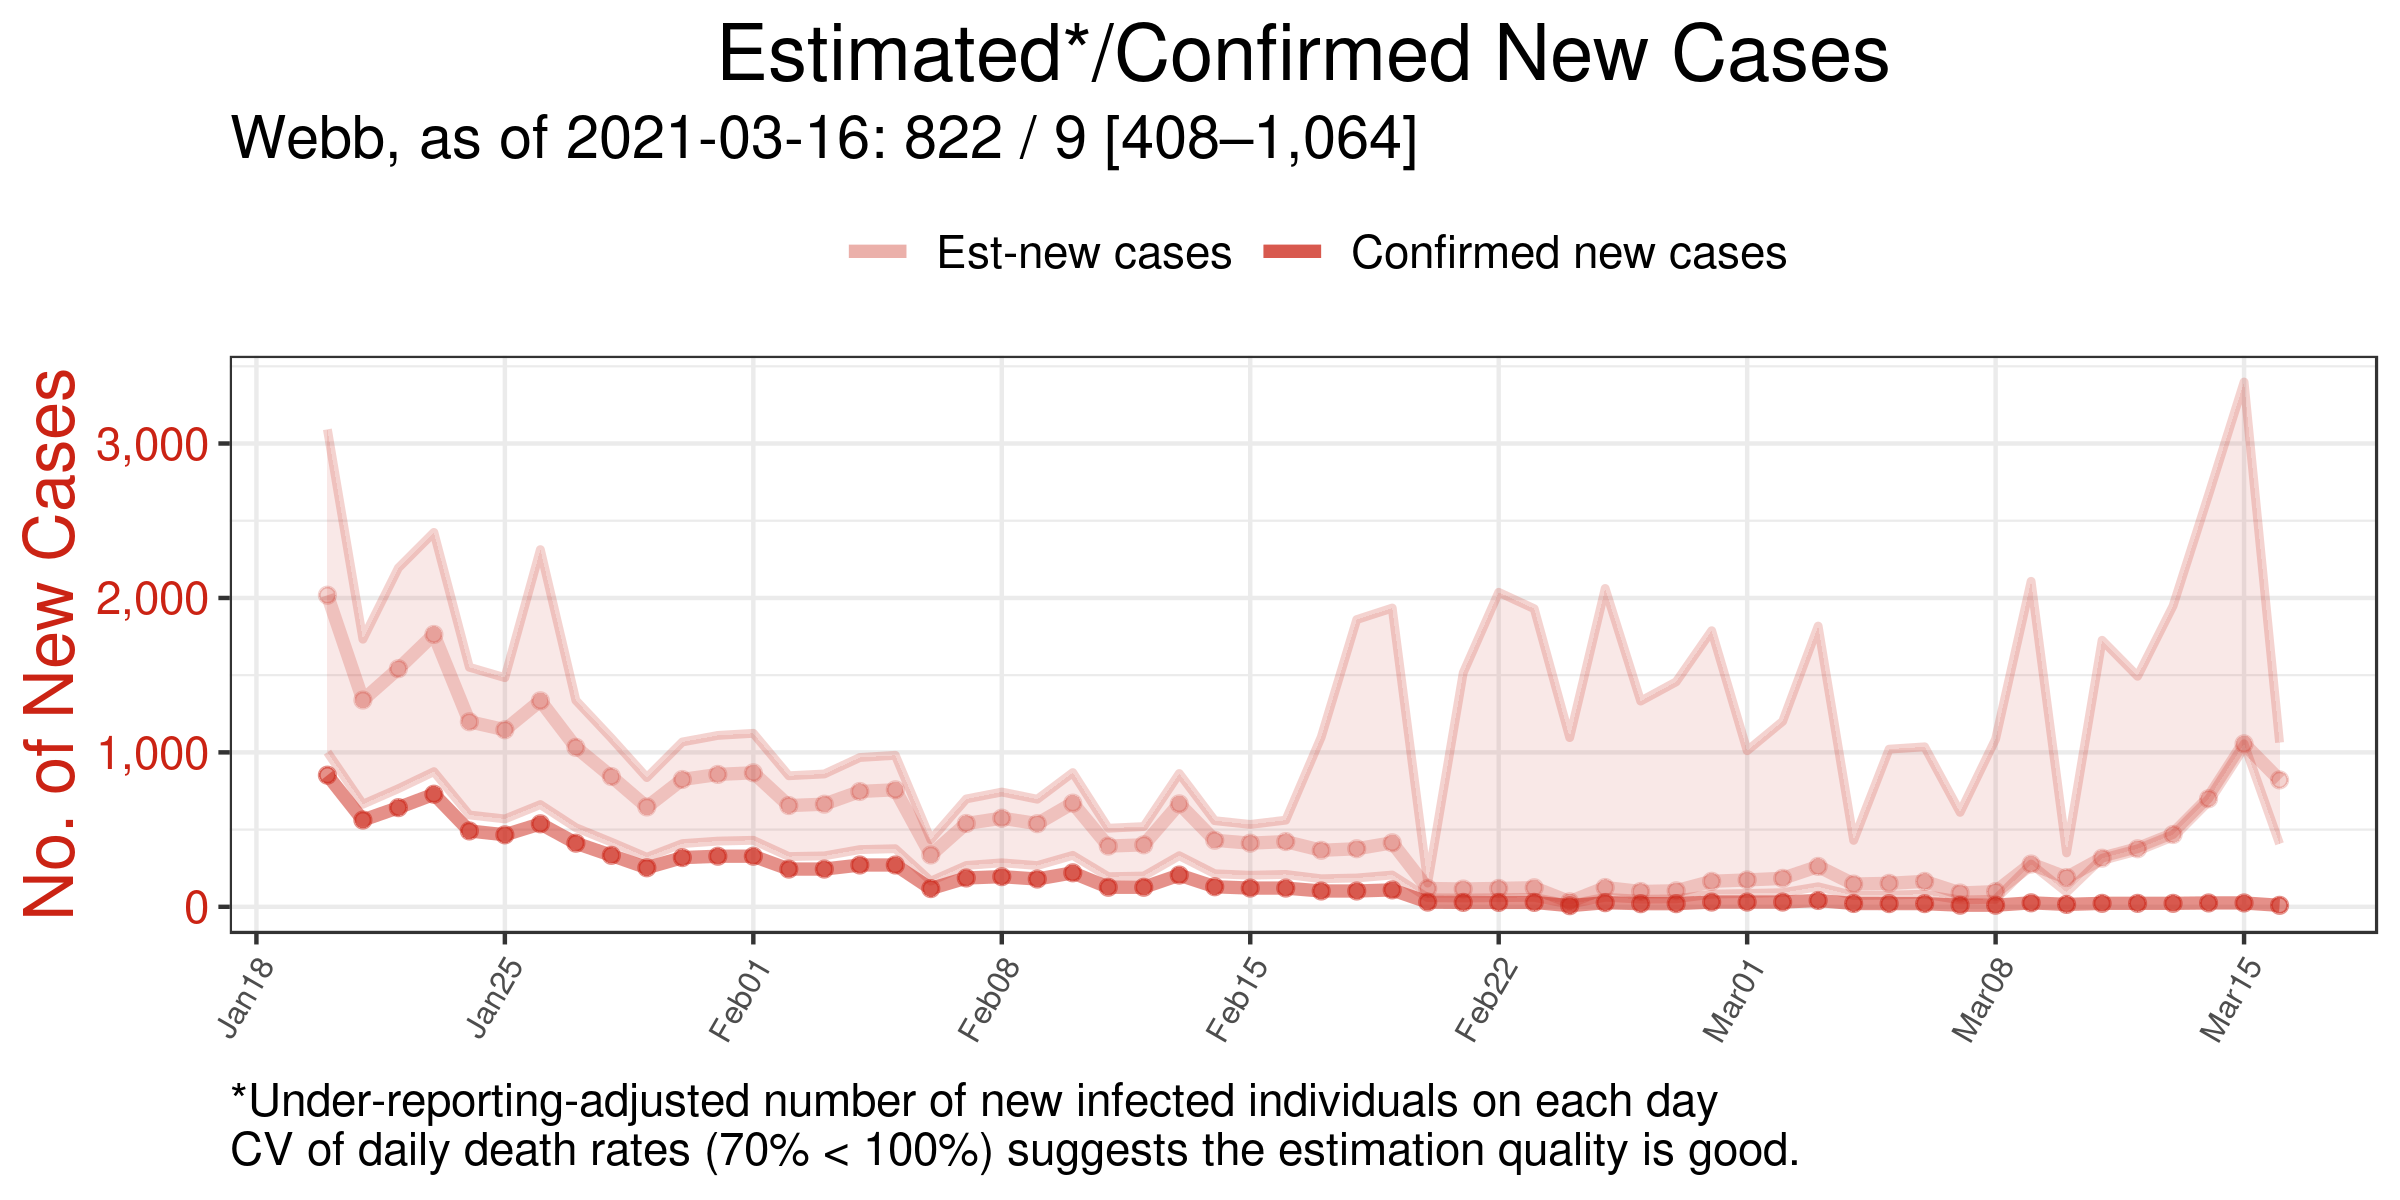 Estimated*/Confirmed New Cases
Webb, as of 2021-03-16: 822 / 9 [408–1,064]
Est-new cases
Confirmed new cases
No. of New Cases
3,000
2,000
1,000
0
Jan18
Jan25
Feb01
Feb08
Feb15
Feb22
Mar01
Mar08
Mar15
*Under-reporting-adjusted number of new infected individuals on each day
CV of daily death rates (70% < 100%) suggests the estimation quality is good.